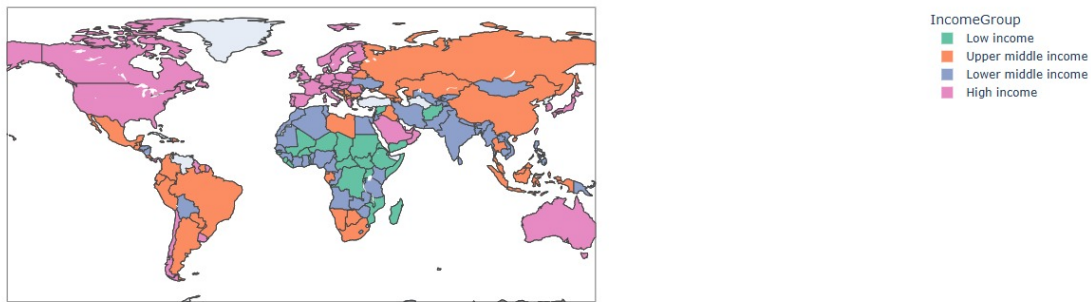 IncomeGroup
Low income
Upper middle income
Lower middle income
High income